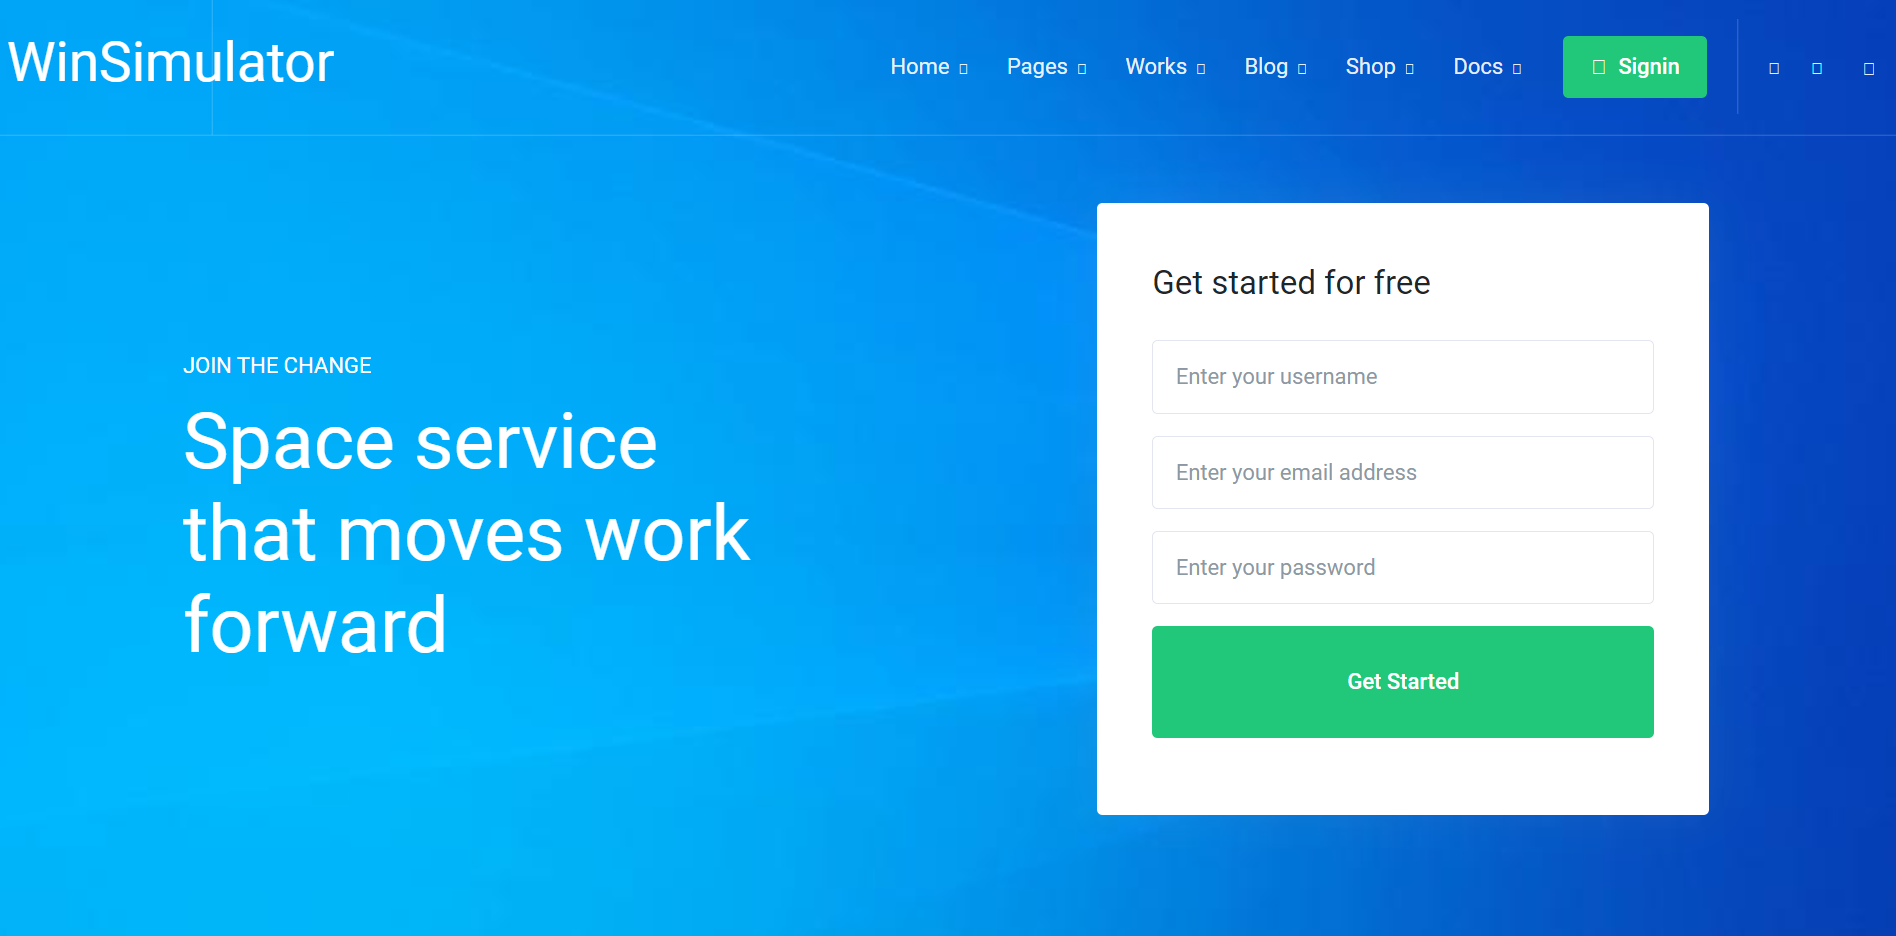 WinSimulator
Home Pages Works Blog Shop Docs Signin
JOIN THE CHANGE
Space service
that moves work
forward
Get started for free
Enter your username
Enter your email address
Enter your password
Get Started